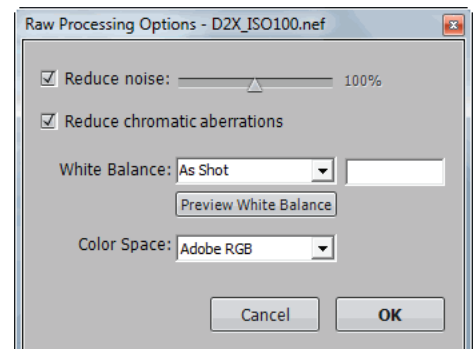 Raw Processing Options - D2X_ISO100.nef
Reduce noise: 100%
Reduce chromatic aberrations
White Balance: As Shot
Preview White Balance
Color Space: Adobe RGB
Cancel OK